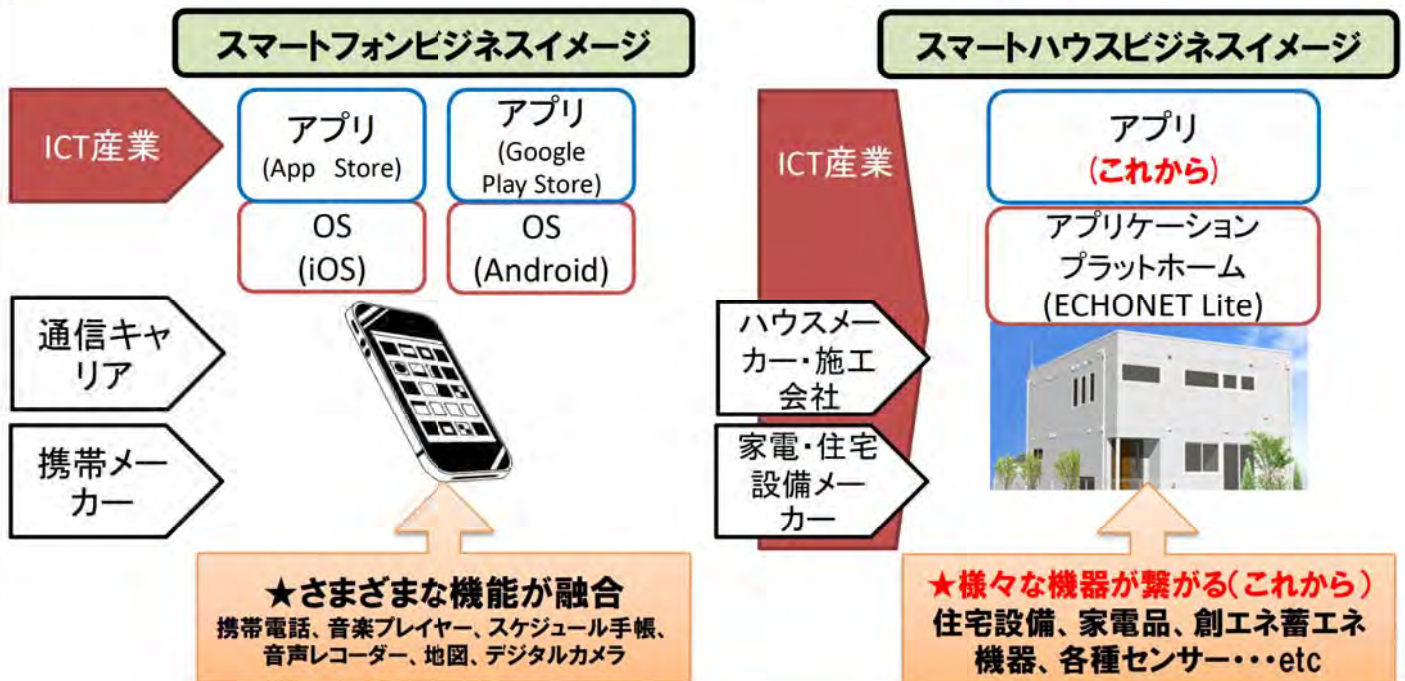 スマートフォンビジネスイメージ
ICT産業
アプリ
(App Store)
アプリ
(Google
Play Store)
OS
(iOS)
OS
(Android)
通信キャ
リア
携帯メー
カー
★さまざまな機能が融合
携帯電話、音楽プレイヤー、スケジュール手帳、
音声レコーダー、地図、デジタルカメラ
スマートハウスビジネスイメージ
ICT産業
アプリ
(これから)
アプリケーション
プラットホーム
(ECHONET Lite)
ハウスメー
カー・施工
会社
家電・住宅
設備メー
カー
★様々な機器が繋がる(これから)
住宅設備、家電品、創エネ蓄エネ
機器、各種センサー・・・etc